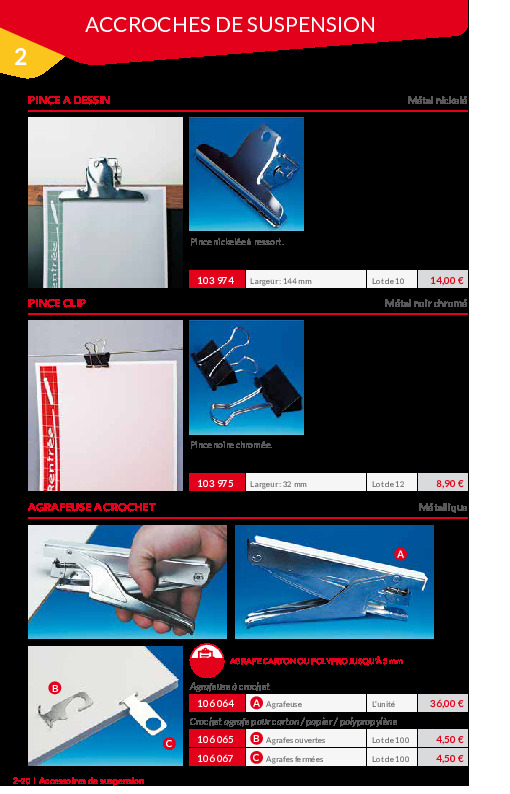 ACCROCHES DE SUSPENSION
2
PINCE A DESSIN Métal nickelé
Rentrée
Pince nickelée à ressort.
103 974 Largeur : 144 mm Lot de 10 14,00 €
PINCE CLIP Métal noir chromé
Rentrée
Pince noire chromée.
103 975 Largeur : 32 mm Lot de 12 8,90 €
AGRAFEUSE A CROCHET Métallique
A
B
C
AGRAFE CARTON OU POLYPRO JUSQU'À 5 mm
Agrafeuse à crochet
106 064 A Agrafeuse L'unité 36,00 €
Crochet agrafe pour carton / papier / polypropylène
106 065 B Agrafes ouvertes Lot de 100 4,50 €
106 067 C Agrafes fermées Lot de 100 4,50 €
2-20 I Accessoires de suspension